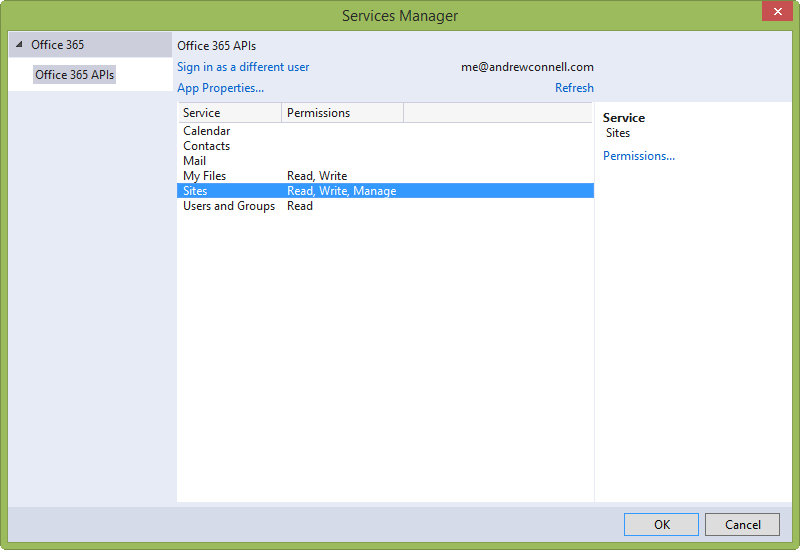 Services Manager
Office 365
Office 365 APIs
Office 365 APIs
Sign in as a different user me@andrewconnell.com
App Properties... Refresh
Service Permissions
Calendar
Contacts
Mail
My Files Read, Write
Sites Read, Write, Manage
Users and Groups Read
Service
Sites
Permissions...
OK Cancel